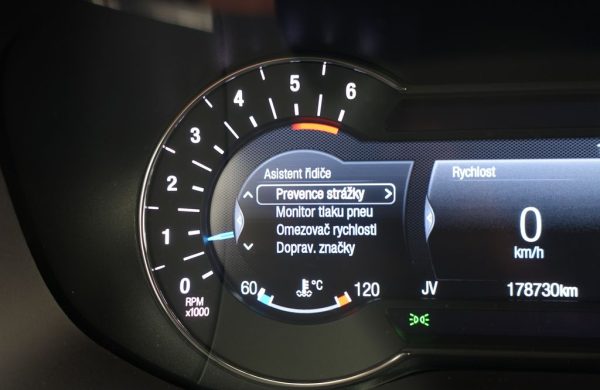 6
5
4
3
2
1
0
RPM
x1000
Asistent řidiče
Prevence strážky
Monitor tlaku pneu
Omezovač rychlosti
Doprav. značky
60 °C 120
Rychlost
0
km/h
JV 178730km